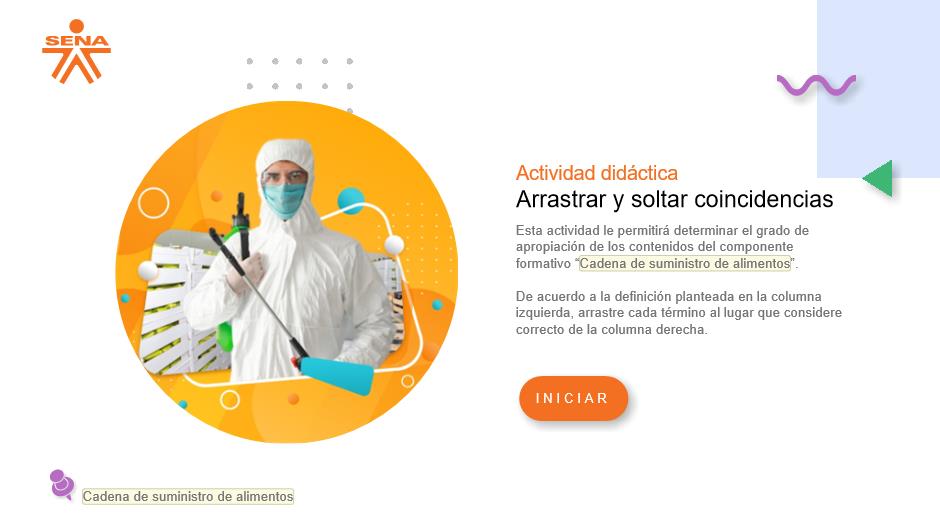 SENA
Actividad didáctica
Arrastrar y soltar coincidencias
Esta actividad le permitirá determinar el grado de
apropiación de los contenidos del componente
formativo “Cadena de suministro de alimentos”.
De acuerdo a la definición planteada en la columna
izquierda, arrastre cada término al lugar que considere
correcto de la columna derecha.
INICIAR
Cadena de suministro de alimentos